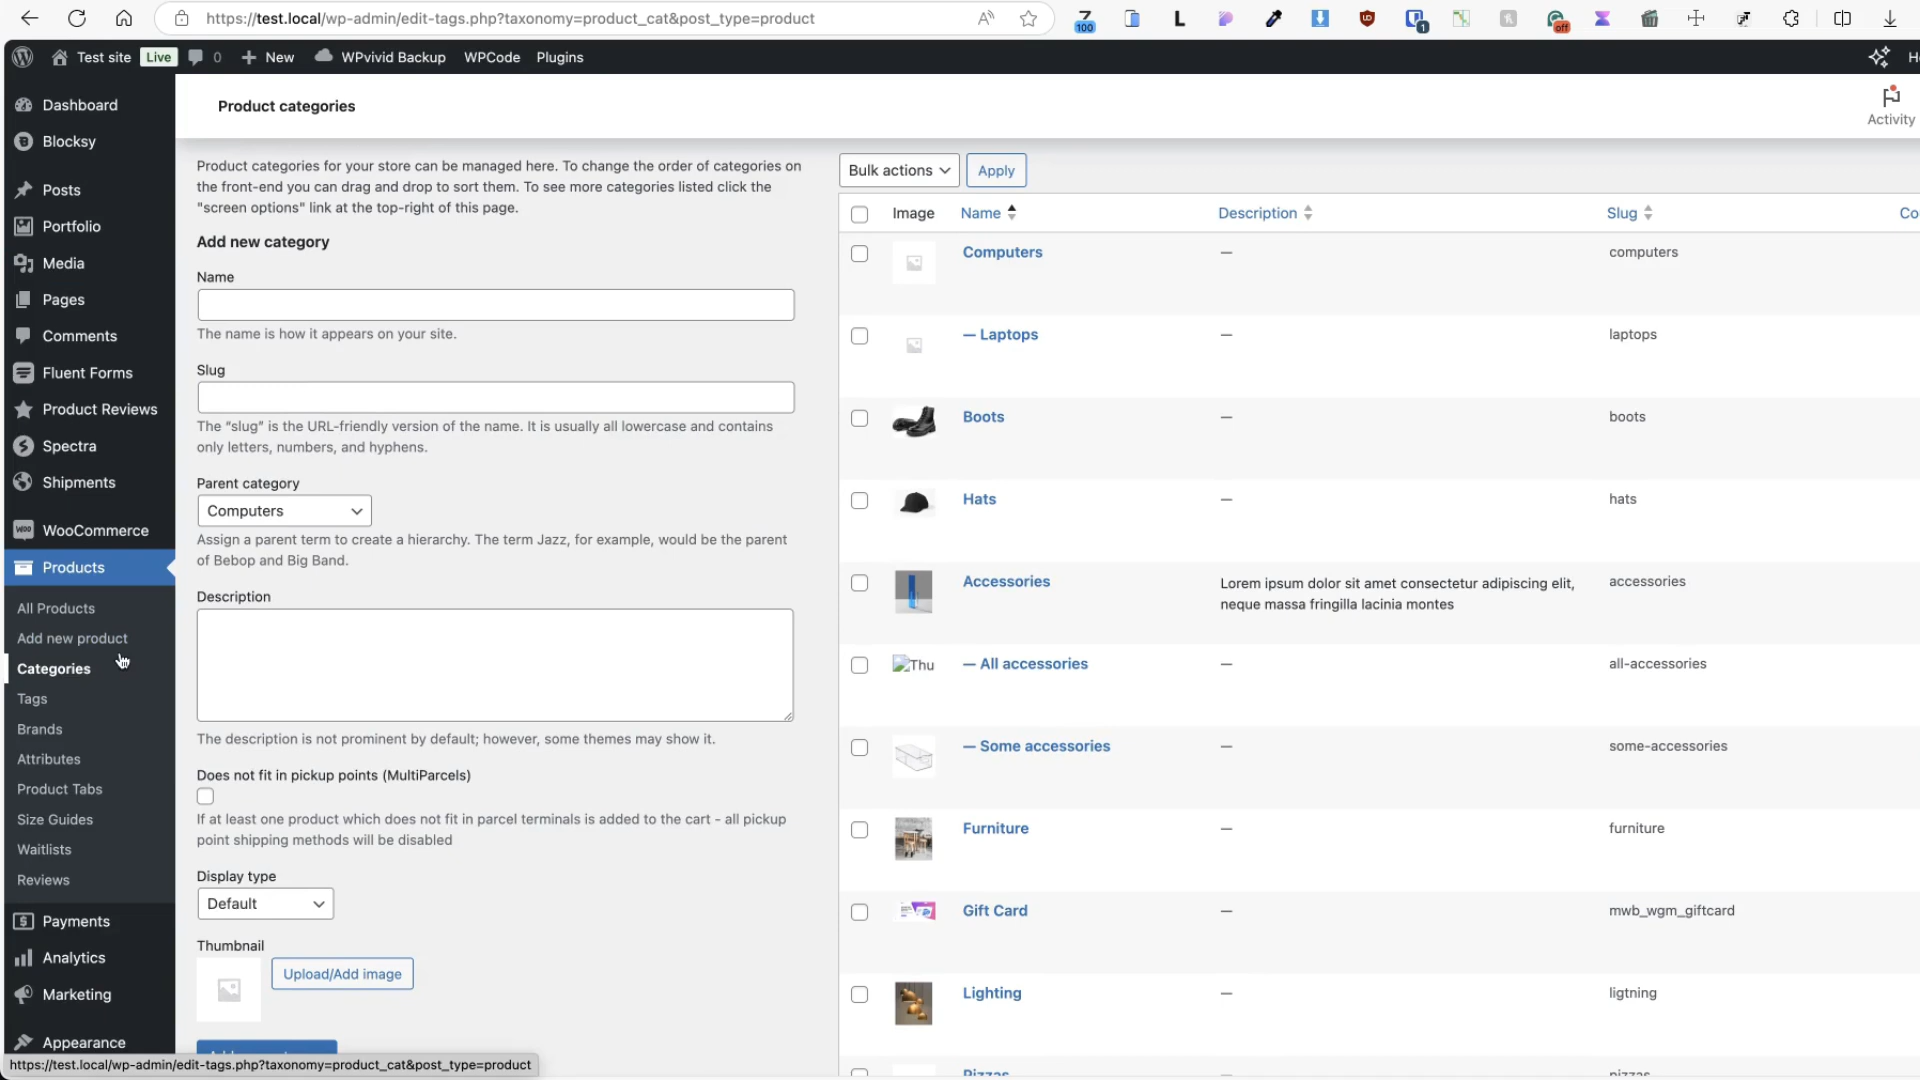 https://test.local/wp-admin/edit-tags.php?taxonomy=product_cat&post_type=product
100
L
1
off
Test site Live 0 New WPvivid Backup WPCode Plugins
Dashboard
Blocksy
Posts
Portfolio
Media
Pages
Comments
Fluent Forms
Product Reviews
Spectra
Shipments
WooCommerce
Products
All Products
Add new product
Categories
Tags
Brands
Attributes
Product Tabs
Size Guides
Waitlists
Reviews
Payments
Analytics
Marketing
Appearance
Product categories
Activity
Product categories for your store can be managed here. To change the order of categories on
the front-end you can drag and drop to sort them. To see more categories listed click the
"screen options" link at the top-right of this page.
Add new category
Name
The name is how it appears on your site.
Slug
The “slug” is the URL-friendly version of the name. It is usually all lowercase and contains
only letters, numbers, and hyphens.
Parent category
Computers
Assign a parent term to create a hierarchy. The term Jazz, for example, would be the parent
of Bebop and Big Band.
Description
The description is not prominent by default; however, some themes may show it.
Does not fit in pickup points (MultiParcels)
If at least one product which does not fit in parcel terminals is added to the cart - all pickup
point shipping methods will be disabled
Display type
Default
Thumbnail
Upload/Add image
Bulk actions Apply
Image Name Description Slug Co
Computers — computers
— Laptops — laptops
Boots — boots
Hats — hats
Accessories Lorem ipsum dolor sit amet consectetur adipiscing elit, accessories
neque massa fringilla lacinia montes
Thu — All accessories — all-accessories
— Some accessories — some-accessories
Furniture — furniture
Gift Card — mwb_wgm_giftcard
Lighting — ligtning
Pizzas — pizzas
https://test.local/wp-admin/edit-tags.php?taxonomy=product_cat&post_type=product